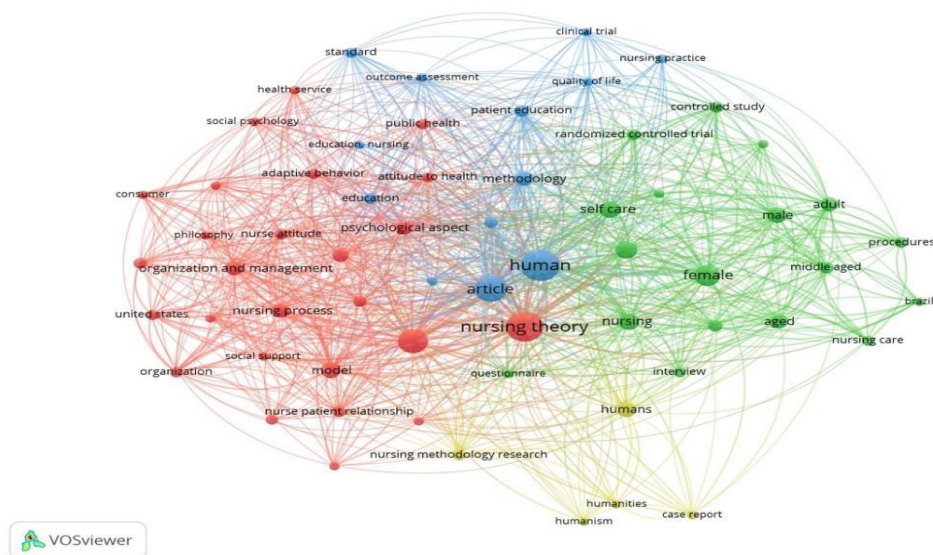 clinical trial
standard
nursing practice
outcome assessment
quality of life
health service
controlled study
patient education
social psychology
public health
randomized controlled trial
education, nursing
adaptive behavior
attitude to health
methodology
consumer
education
self care
adult
male
psychological aspect
philosophy
nurse attitude
procedures
human
organization and management
female
middle aged
article
brazil
united states
nursing process
nursing theory
nursing
aged
nursing care
social support
organization
model
questionnaire
interview
nurse patient relationship
humans
nursing methodology research
humanities
case report
humanism
VOSviewer